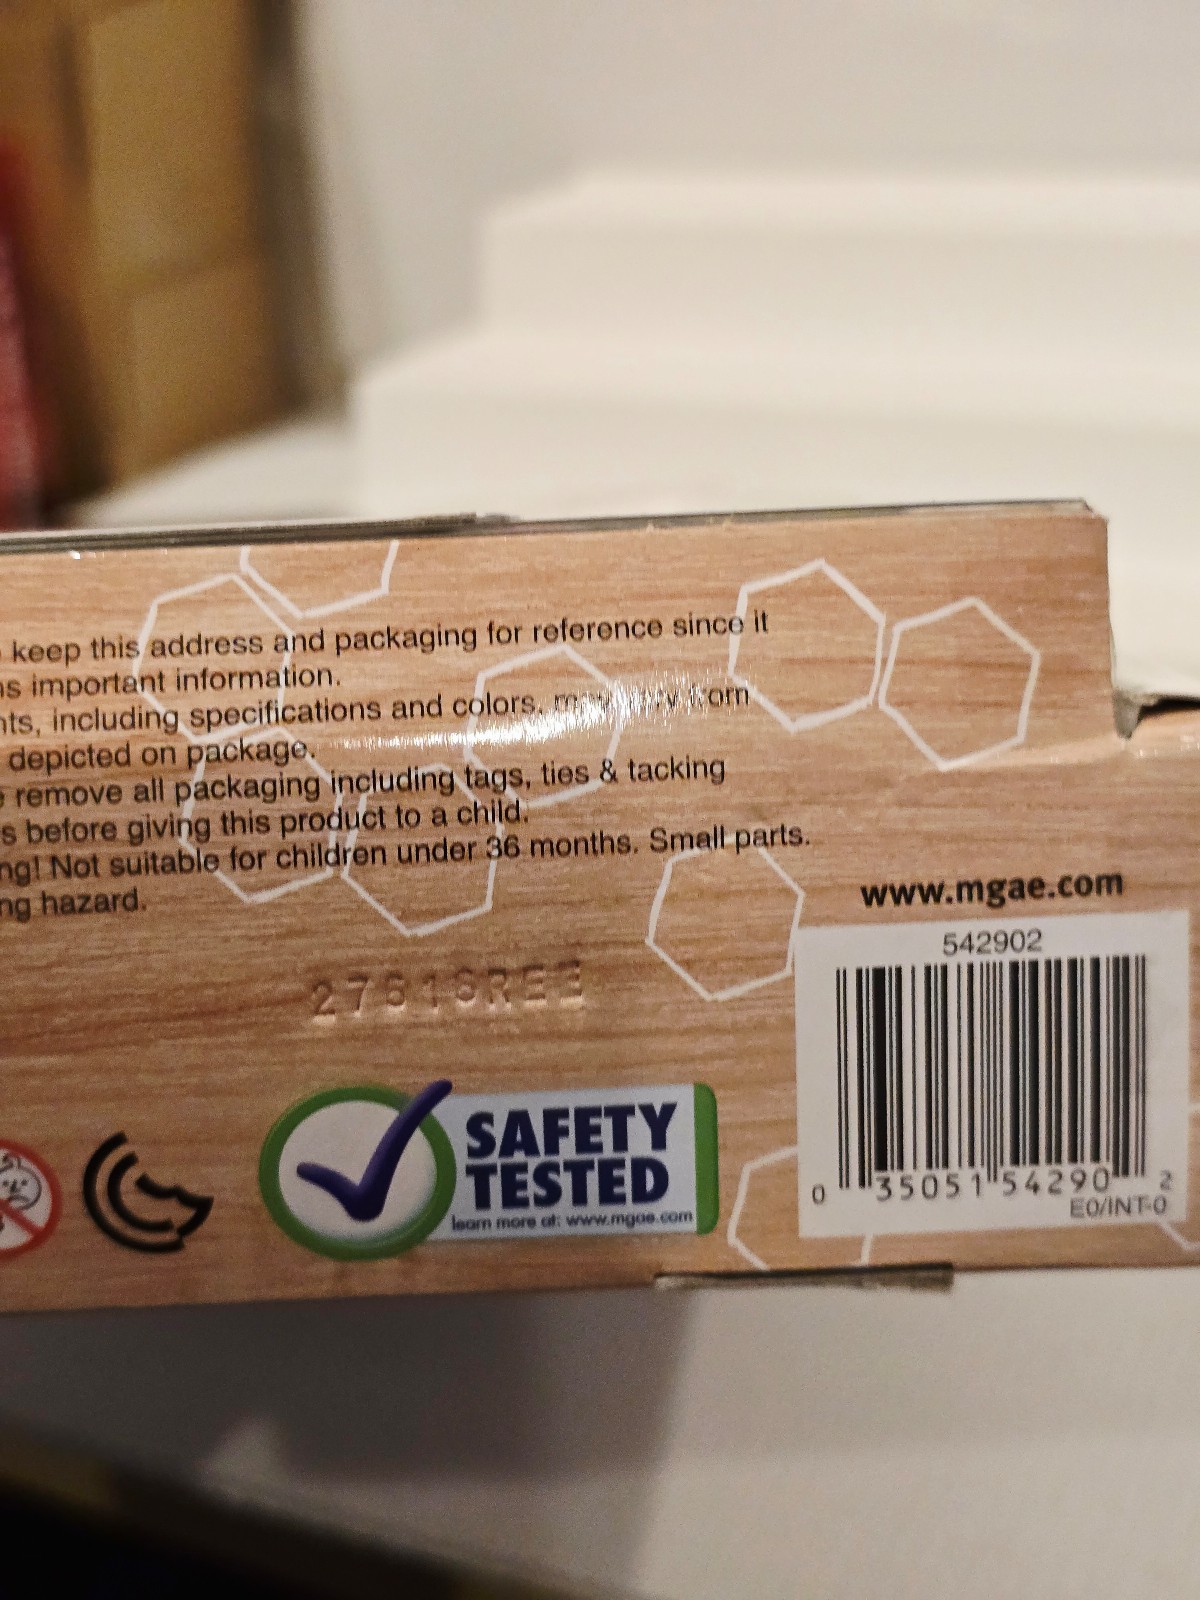 keep this address and packaging for reference since it
ns important information.
nts, including specifications and colors, may vary from
depicted on package.
e remove all packaging including tags, ties & tacking
s before giving this product to a child.
ng! Not suitable for children under 36 months. Small parts.
ng hazard.
www.mgae.com
542902
SAFETY
TESTED
learn more at: www.mgae.com
0 35051 54290 2
E0/INT-0